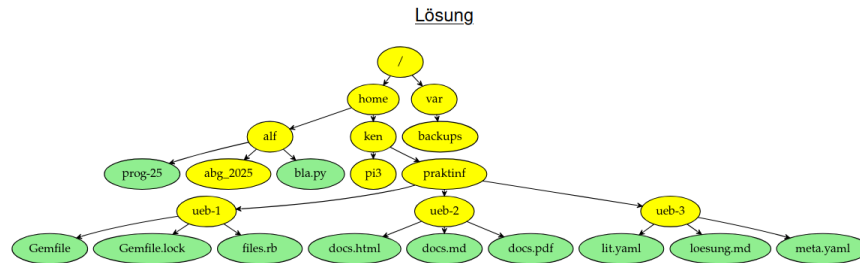 Lösung
/
home var
alf ken backups
prog-25 abg_2025 bla.py pi3 praktinf
ueb-1 ueb-2 ueb-3
Gemfile Gemfile.lock files.rb docs.html docs.md docs.pdf lit.yaml loesung.md meta.yaml